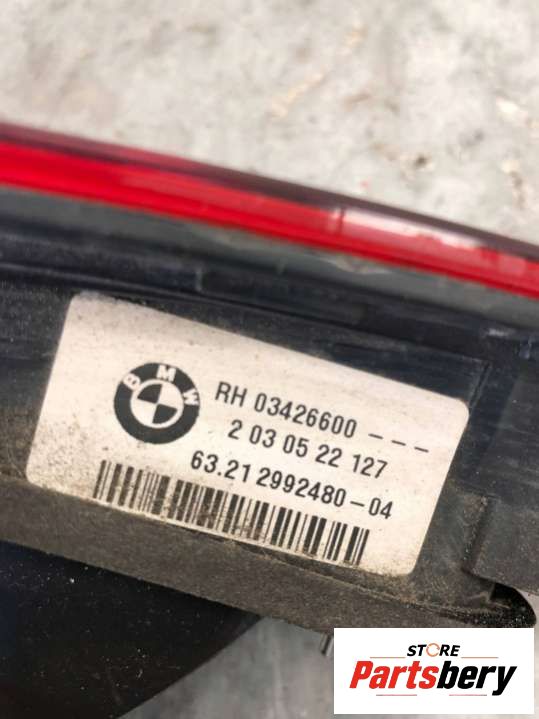 BMW
RH 03426600 - - -
2 03 05 22 127
63.21 2992480-04
STORE
Partsbery